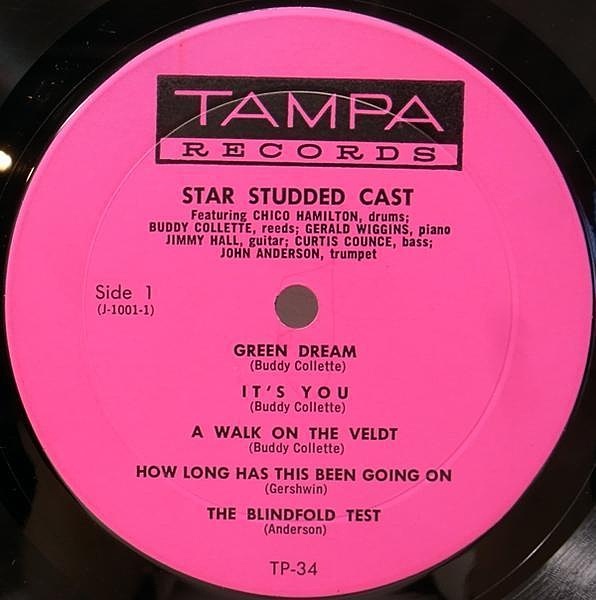 TAMPA
RECORDS
STAR STUDDED CAST
Featuring CHICO HAMILTON, drums;
BUDDY COLLETTE, reeds; GERALD WIGGINS, piano
JIMMY HALL, guitar; CURTIS COUNCE, bass;
JOHN ANDERSON, trumpet
Side 1
(J-1001-1)
GREEN DREAM
(Buddy Collette)
IT'S YOU
(Buddy Collette)
A WALK ON THE VELDT
(Buddy Collette)
HOW LONG HAS THIS BEEN GOING ON
(Gershwin)
THE BLINDFOLD TEST
(Anderson)
TP-34